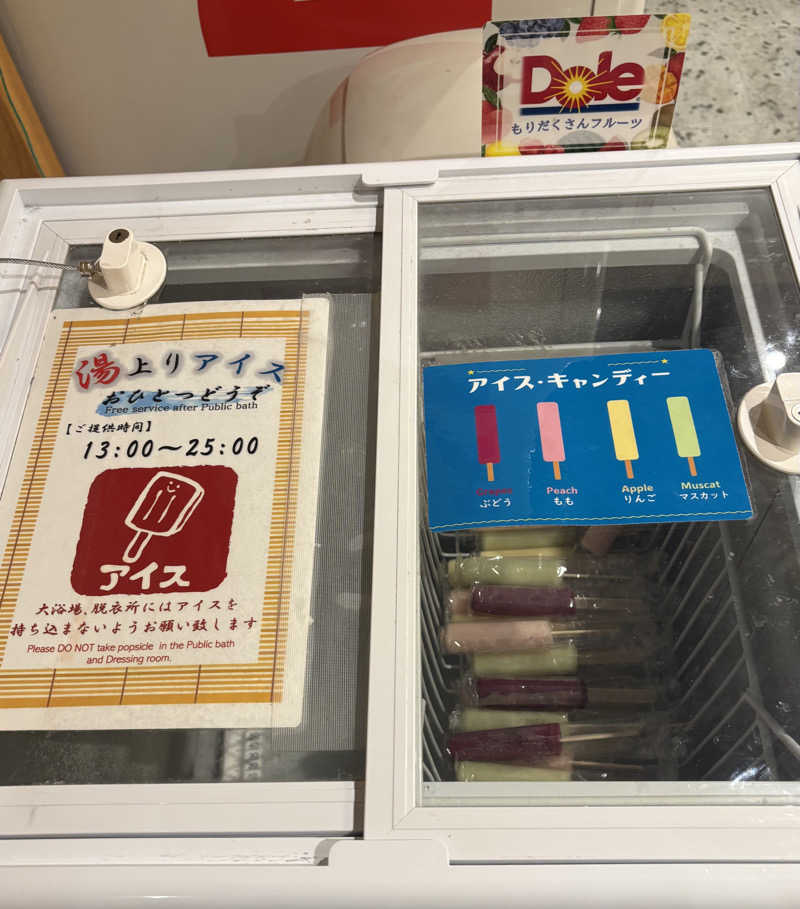 Dole
もりだくさんフルーツ
湯上りアイス
おひとつどうぞ
Free service after Public bath
【ご提供時間】
13:00～25:00
アイス
大浴場、脱衣所にはアイスを
持ち込まないようお願い致します
Please DO NOT take popsicle in the Public bath
and Dressing room.
アイス・キャンディー
Peach Apple Muscat
ぶどう もも りんご マスカット